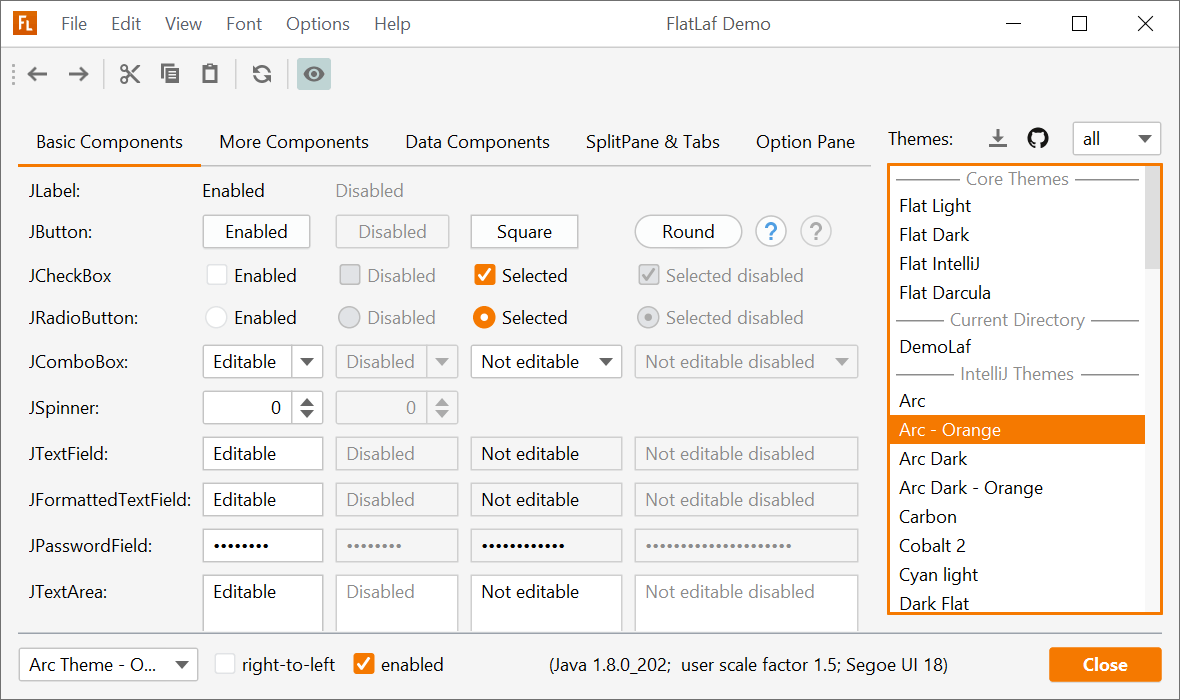 FL File Edit View Font Options Help FlatLaf Demo
Basic Components More Components Data Components SplitPane & Tabs Option Pane Themes: all
JLabel: Enabled Disabled
JButton: Enabled Disabled Square Round ? ?
JCheckBox Enabled Disabled Selected Selected disabled
JRadioButton: Enabled Disabled Selected Selected disabled
JComboBox: Editable Disabled Not editable Not editable disabled
JSpinner: 0 0
JTextField: Editable Disabled Not editable Not editable disabled
JFormattedTextField: Editable Disabled Not editable Not editable disabled
JPasswordField: •••••••• •••••••• •••••••••••• •••••••••••••••••••••
JTextArea: Editable Disabled Not editable Not editable disabled
Core Themes
Flat Light
Flat Dark
Flat IntelliJ
Flat Darcula
Current Directory
DemoLaf
IntelliJ Themes
Arc
Arc - Orange
Arc Dark
Arc Dark - Orange
Carbon
Cobalt 2
Cyan light
Dark Flat
Arc Theme - O... right-to-left enabled (Java 1.8.0_202; user scale factor 1.5; Segoe UI 18) Close